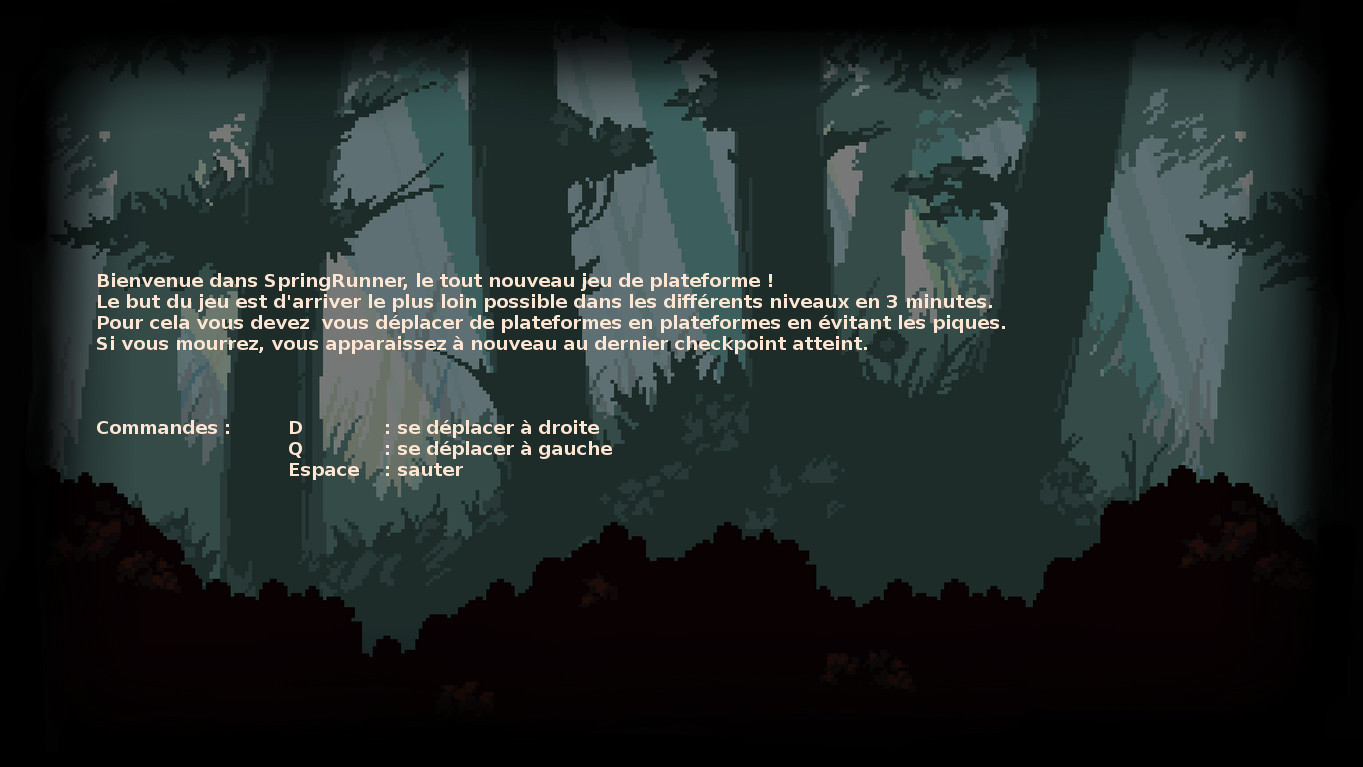 Bienvenue dans SpringRunner, le tout nouveau jeu de plateforme !
Le but du jeu est d'arriver le plus loin possible dans les différents niveaux en 3 minutes.
Pour cela vous devez  vous déplacer de plateformes en plateformes en évitant les piques.
Si vous mourrez, vous apparaissez à nouveau au dernier checkpoint atteint.
Commandes : D : se déplacer à droite
Q : se déplacer à gauche
Espace : sauter